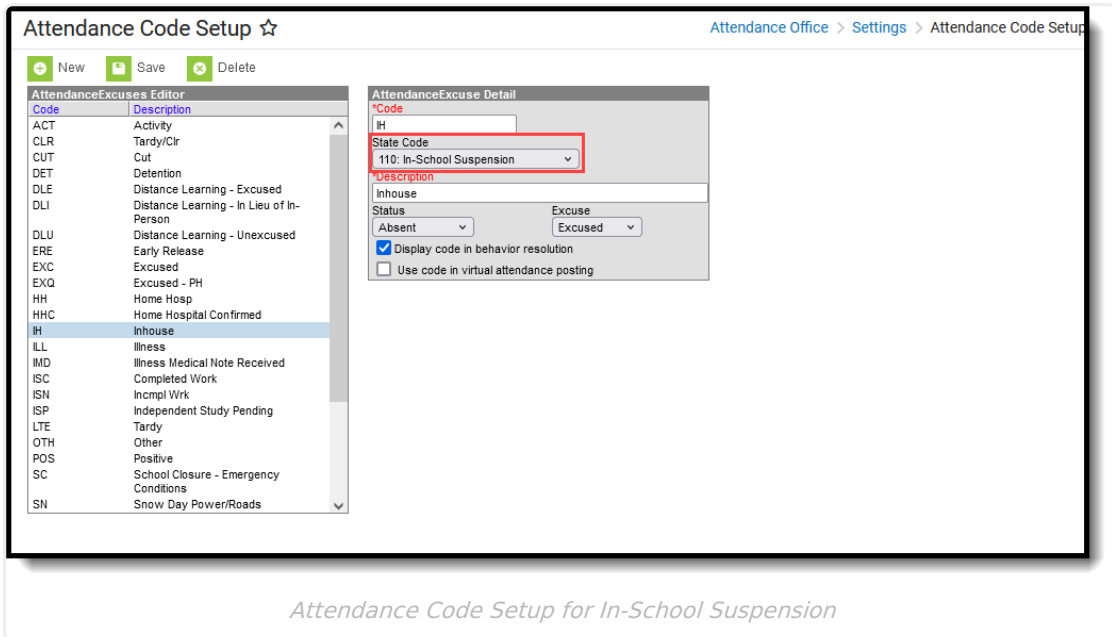 Attendance Code Setup ☆
Attendance Office > Settings > Attendance Code Setup
New Save Delete
AttendanceExcuses Editor
Code Description
ACT Activity
CLR Tardy/Clr
CUT Cut
DET Detention
DLE Distance Learning - Excused
DLI Distance Learning - In Lieu of In-
Person
DLU Distance Learning - Unexcused
ERE Early Release
EXC Excused
EXQ Excused - PH
HH Home Hosp
HHC Home Hospital Confirmed
IH Inhouse
ILL Illness
IMD Illness Medical Note Received
ISC Completed Work
ISN Incmpl Wrk
ISP Independent Study Pending
LTE Tardy
OTH Other
POS Positive
SC School Closure - Emergency
Conditions
SN Snow Day Power/Roads
AttendanceExcuse Detail
*Code
IH
State Code
110: In-School Suspension
*Description
Inhouse
Status Excuse
Absent Excused
Display code in behavior resolution
Use code in virtual attendance posting
Attendance Code Setup for In-School Suspension